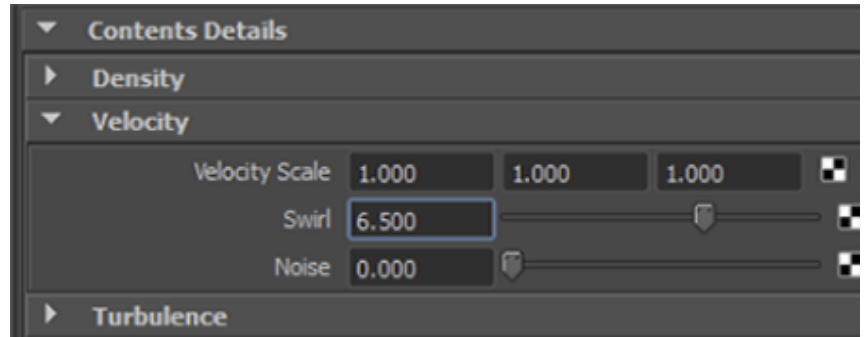 Contents Details
Density
Velocity
Velocity Scale 1.000 1.000 1.000
Swirl 6.500
Noise 0.000
Turbulence